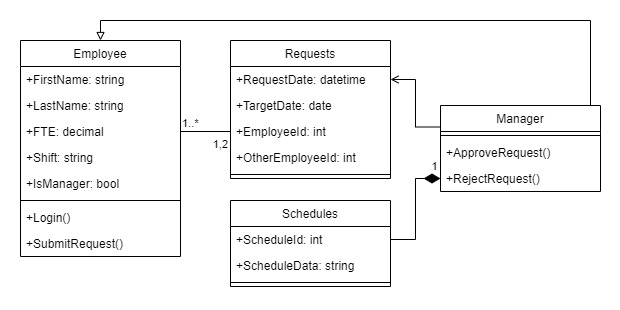 Employee
+FirstName: string
+LastName: string
+FTE: decimal
+Shift: string
+IsManager: bool
+Login()
+SubmitRequest()
1..*
1,2
Requests
+RequestDate: datetime
+TargetDate: date
+EmployeeId: int
+OtherEmployeeId: int
Schedules
+ScheduleId: int
+ScheduleData: string
1
Manager
+ApproveRequest()
+RejectRequest()